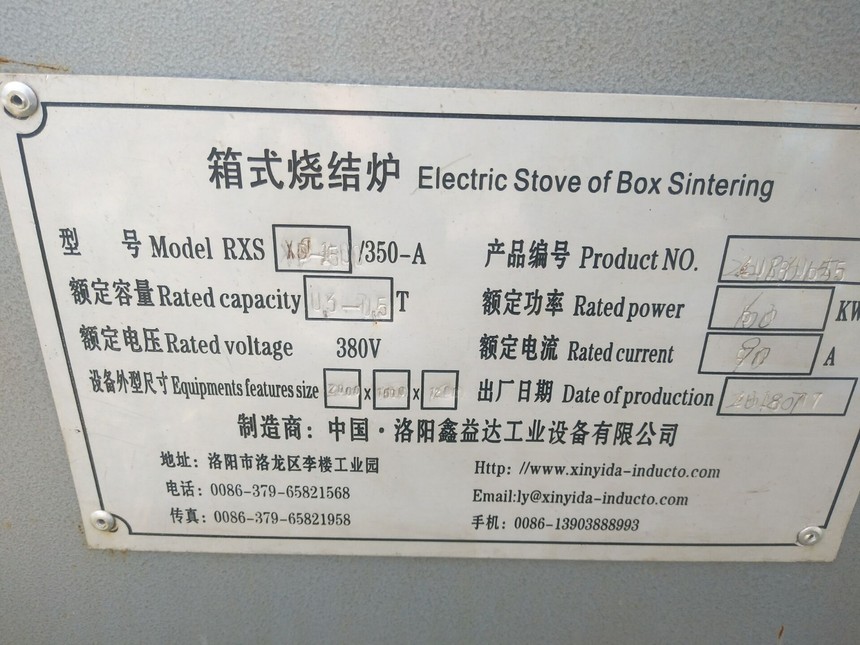 箱式烧结炉 Electric Stove of Box Sintering
型 号 Model RXS /350-A 产品编号 Product NO.
额定容量 Rated capacity T 额定功率 Rated power 60 KW
额定电压 Rated voltage 380V 额定电流 Rated current 90 A
设备外型尺寸 Equipments features size x x 出厂日期 Date of production
制造商：中国·洛阳鑫益达工业设备有限公司
地址：洛阳市洛龙区李楼工业园 Http: //www.xinyida-inducto.com
电话：0086-379-65821568 Email:ly@xinyida-inducto.com
传真：0086-379-65821958 手机：0086-13903888993